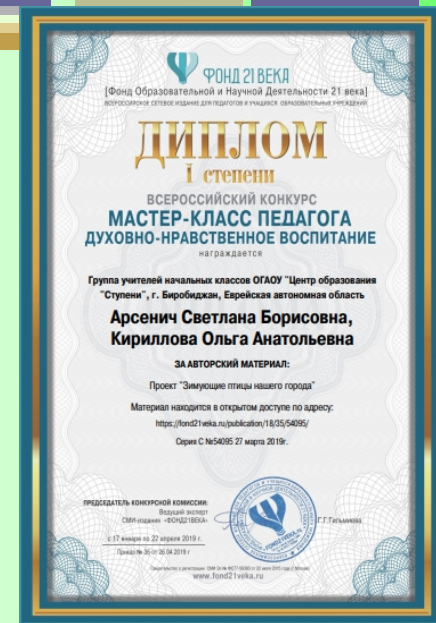 ФОНД 21 ВЕКА
[Фонд Образовательной и Научной Деятельности 21 века]
ВСЕРОССИЙСКОЕ СЕТЕВОЕ ИЗДАНИЕ ДЛЯ ПЕДАГОГОВ И УЧАЩИХСЯ ОБРАЗОВАТЕЛЬНЫХ УЧРЕЖДЕНИЙ
ДИПЛОМ
I степени
ВСЕРОССИЙСКИЙ КОНКУРС
МАСТЕР-КЛАСС ПЕДАГОГА
ДУХОВНО-НРАВСТВЕННОЕ ВОСПИТАНИЕ
награждается
Группа учителей начальных классов ОГАОУ "Центр образования
"Ступени", г. Биробиджан, Еврейская автономная область
Арсенич Светлана Борисовна,
Кириллова Ольга Анатольевна
ЗА АВТОРСКИЙ МАТЕРИАЛ:
Проект "Зимующие птицы нашего города"
Материал находится в открытом доступе по адресу:
https://fond21veka.ru/publication/18/35/54095/
Серия С №54095 27 марта 2019г.
ПРЕДСЕДАТЕЛЬ КОНКУРСНОЙ КОМИССИИ:
Ведущий эксперт
СМИ-издания «ФОНД21ВЕКА»
с 17 января по 22 апреля 2019 г.
Приказ № 35 от 26.04.2019 г
www.fond21veka.ru